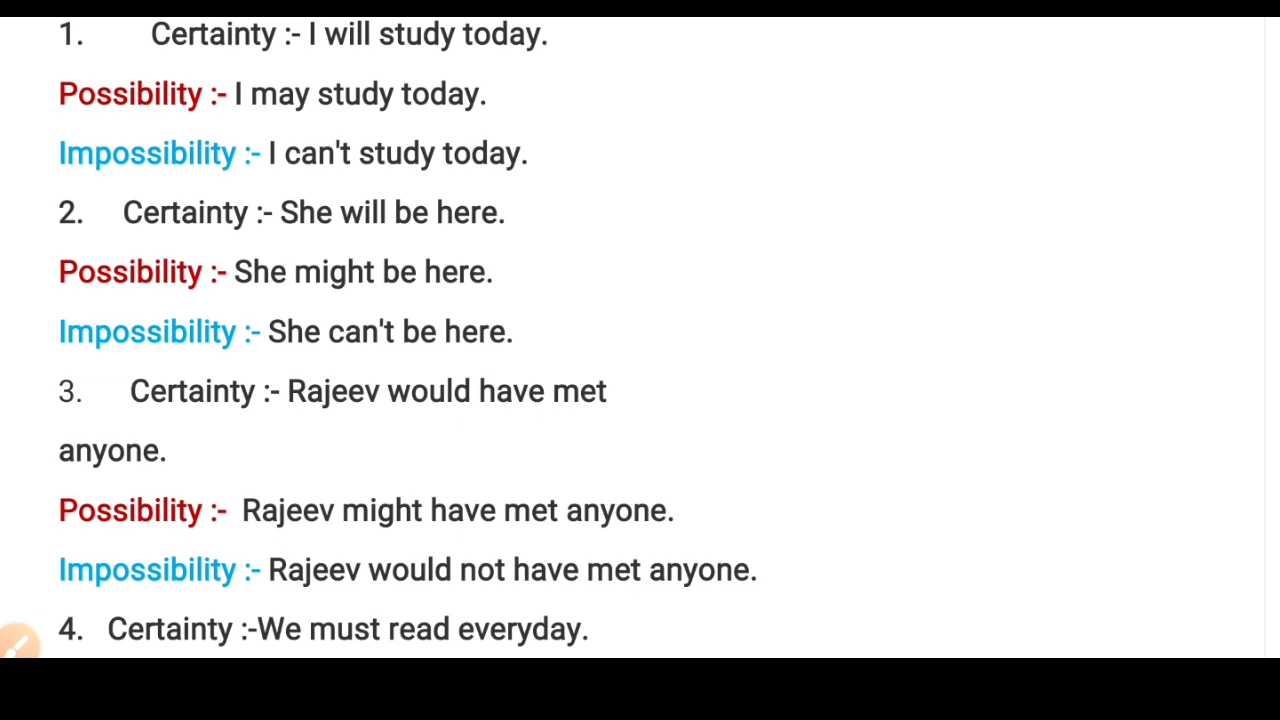 1. Certainty :- I will study today.
Possibility :- I may study today.
Impossibility :- I can't study today.
2. Certainty :- She will be here.
Possibility :- She might be here.
Impossibility :- She can't be here.
3. Certainty :- Rajeev would have met
anyone.
Possibility :- Rajeev might have met anyone.
Impossibility :- Rajeev would not have met anyone.
4. Certainty :-We must read everyday.